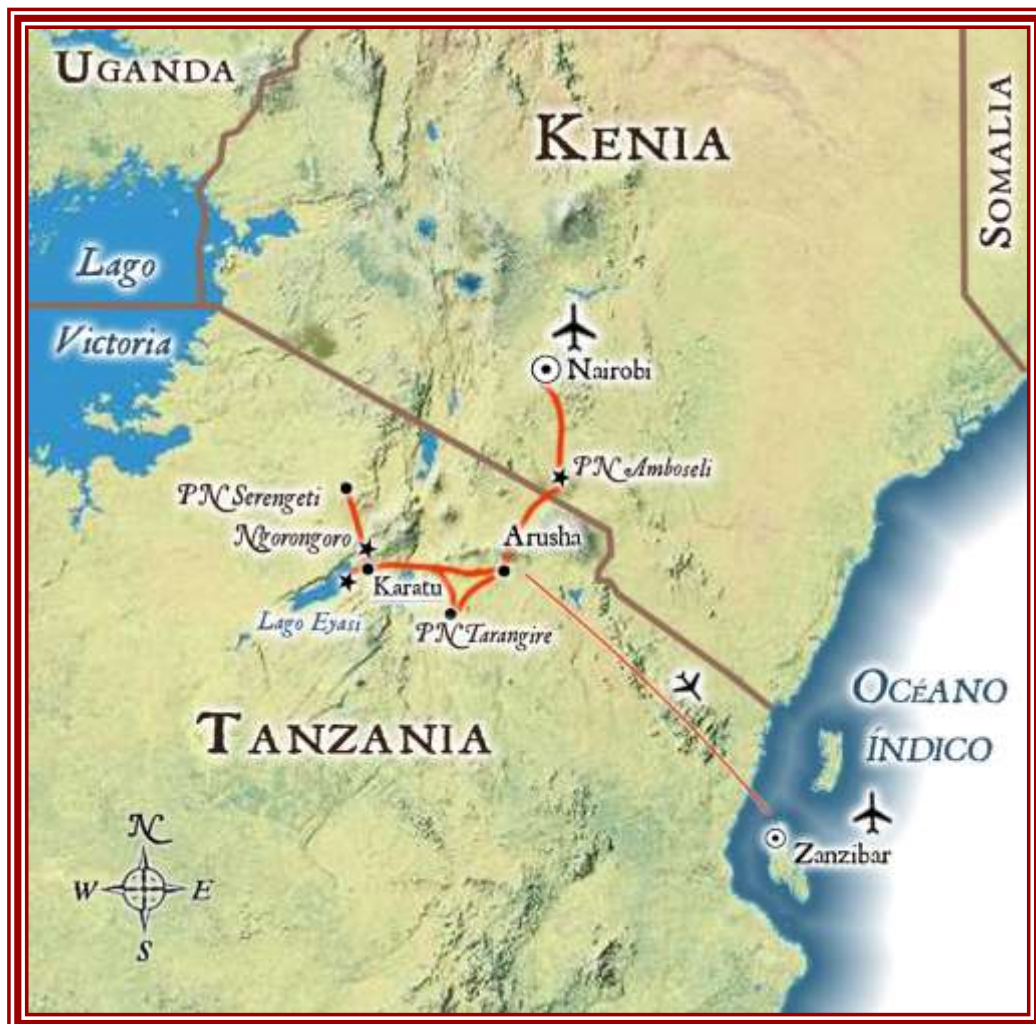 UGANDA
KENIA
SOMALIA
Lago
Victoria
Nairobi
PN Amboseli
PN Serengeti
Ngorongoro
Arusha
Karatu
Lago Eyasi
PN Tarangire
TANZANIA
OCÉANO
ÍNDICO
Zanzibar
N
W
E
S